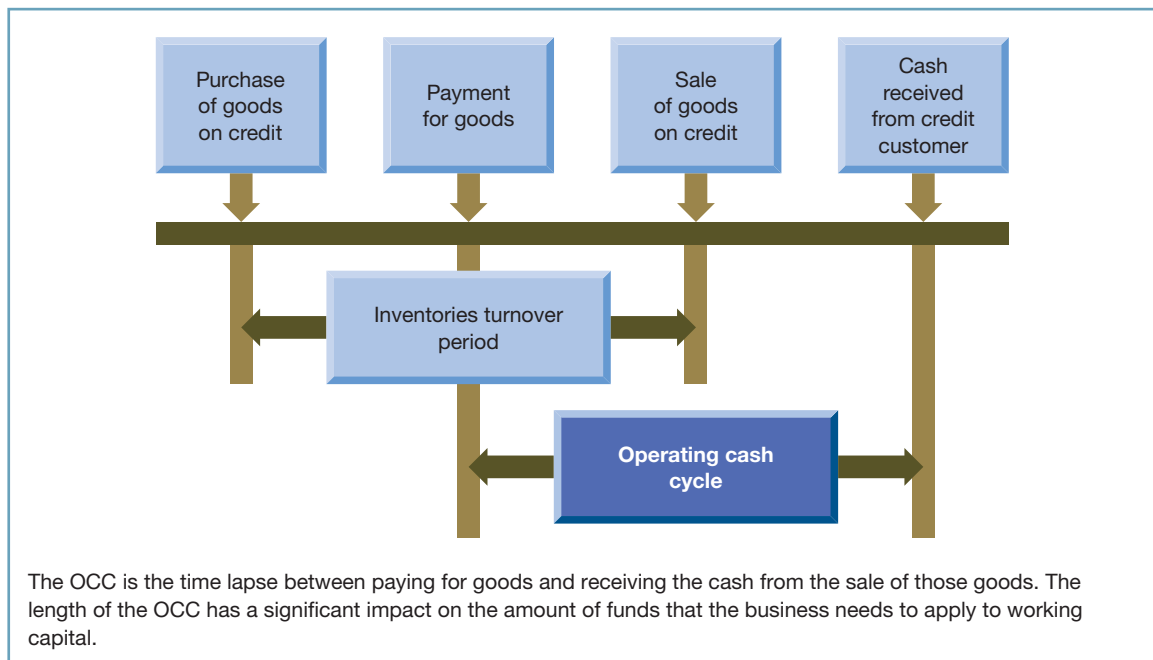 Purchase
of goods
on credit
Payment
for goods
Sale
of goods
on credit
Cash
received
from credit
customer
Inventories turnover
period
Operating cash
cycle
The OCC is the time lapse between paying for goods and receiving the cash from the sale of those goods. The
length of the OCC has a significant impact on the amount of funds that the business needs to apply to working
capital.